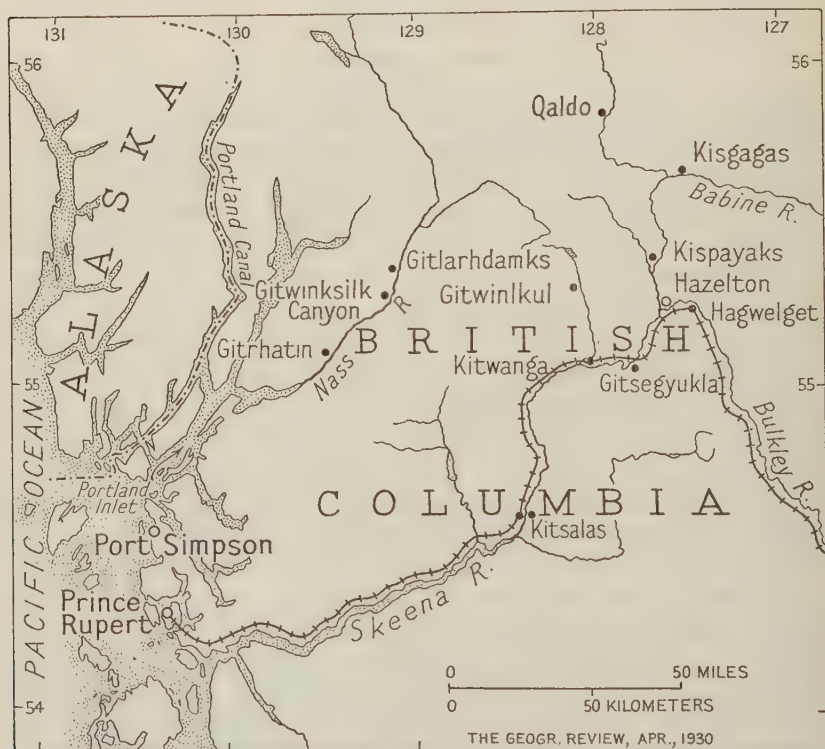 131 130 129 128 127
56 56
ALASKA
Portland Canal
Qaldo
Kisgagas
Babine R.
Gitlarhdamks
Gitwinksilk
Canyon
Gitwinlkul
Kispayaks
Hazelton
Hagwelget
Gitrhatin
Nass R
BRITISH
Kitwanga
Gitsegyukla
55 55
PACIFIC OCEAN
Bulkley R.
Portland
Inlet
COLUMBIA
Kitsalas
Port Simpson
Prince
Rupert
Skeena R.
54
0 50 MILES
0 50 KILOMETERS
THE GEOGR. REVIEW, APR., 1930